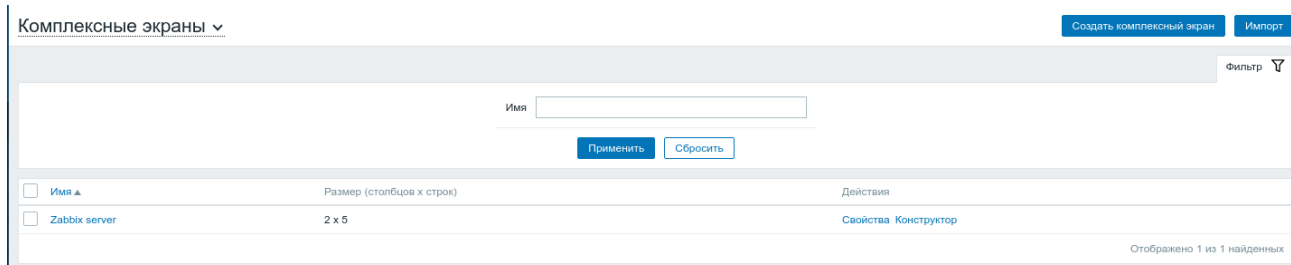 Комплексные экраны
Создать комплексный экран Импорт
Фильтр
Имя
Применить Сбросить
Имя Размер (столбцов x строк) Действия
Zabbix server 2 x 5 Свойства Конструктор
Отображено 1 из 1 найденных